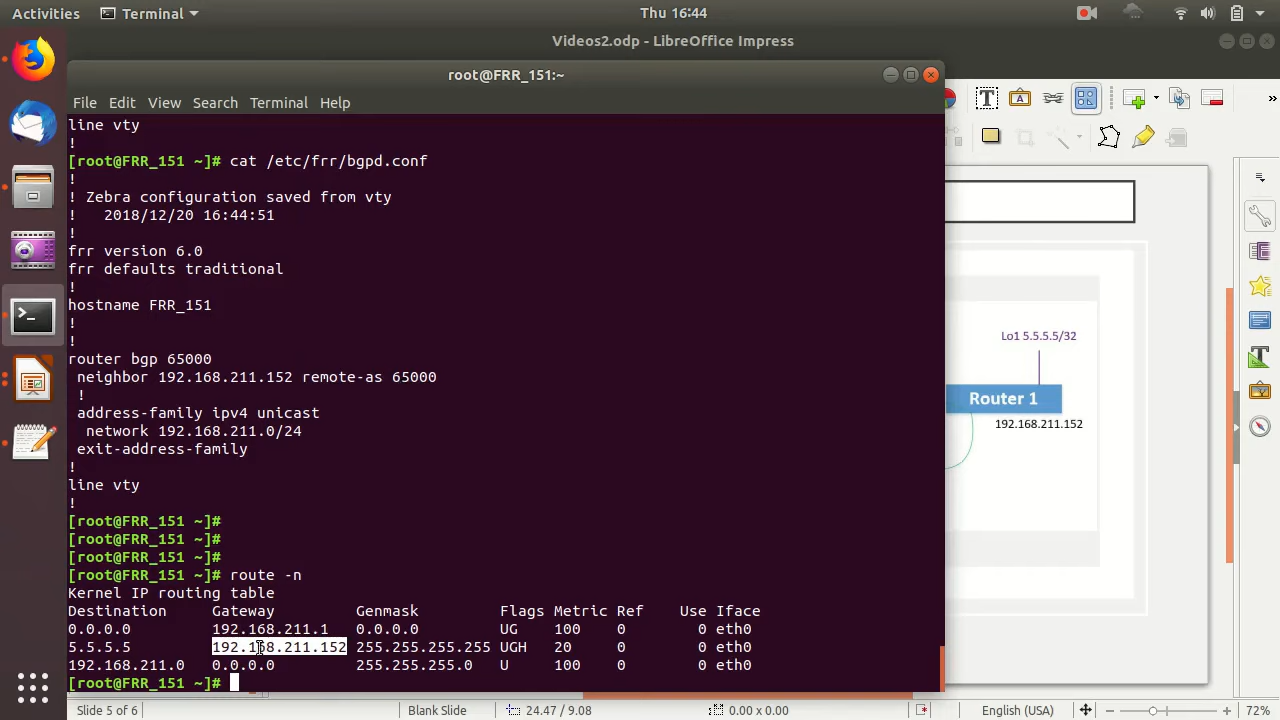 Activities Terminal Thu 16:44
Videos2.odp - LibreOffice Impress
root@FRR_151:~
File Edit View Search Terminal Help
line vty
!
[root@FRR_151 ~]# cat /etc/frr/bgpd.conf
!
! Zebra configuration saved from vty
!   2018/12/20 16:44:51
!
frr version 6.0
frr defaults traditional
!
hostname FRR_151
!
!
router bgp 65000
 neighbor 192.168.211.152 remote-as 65000
 !
 address-family ipv4 unicast
  network 192.168.211.0/24
 exit-address-family
!
line vty
!
[root@FRR_151 ~]#
[root@FRR_151 ~]#
[root@FRR_151 ~]#
[root@FRR_151 ~]# route -n
Kernel IP routing table
Destination     Gateway         Genmask         Flags Metric Ref    Use Iface
0.0.0.0         192.168.211.1   0.0.0.0         UG    100    0        0 eth0
5.5.5.5         192.168.211.152 255.255.255.255 UGH   20     0        0 eth0
192.168.211.0   0.0.0.0         255.255.255.0   U     100    0        0 eth0
[root@FRR_151 ~]#
Lo1 5.5.5.5/32
Router 1
192.168.211.152
Slide 5 of 6 Blank Slide 24.47 / 9.08 0.00 x 0.00 English (USA) 72%